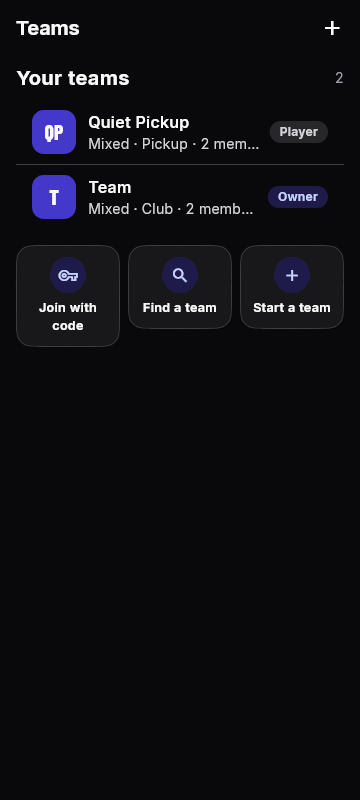 Teams
Your teams
2
QP
Quiet Pickup
Mixed · Pickup · 2 mem...
Player
T
Team
Mixed · Club · 2 memb...
Owner
Join with
code
Find a team
Start a team